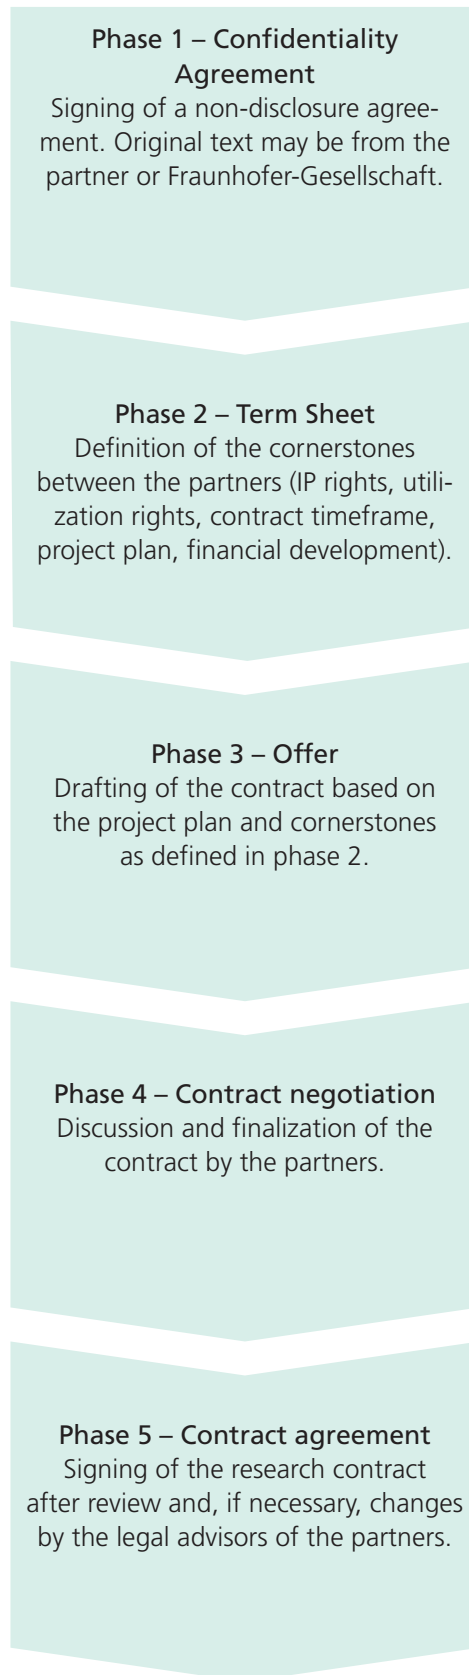 Phase 1 – Confidentiality
Agreement
Signing of a non-disclosure agree-
ment. Original text may be from the
partner or Fraunhofer-Gesellschaft.
Phase 2 – Term Sheet
Definition of the cornerstones
between the partners (IP rights, utili-
zation rights, contract timeframe,
project plan, financial development).
Phase 3 – Offer
Drafting of the contract based on
the project plan and cornerstones
as defined in phase 2.
Phase 4 – Contract negotiation
Discussion and finalization of the
contract by the partners.
Phase 5 – Contract agreement
Signing of the research contract
after review and, if necessary, changes
by the legal advisors of the partners.